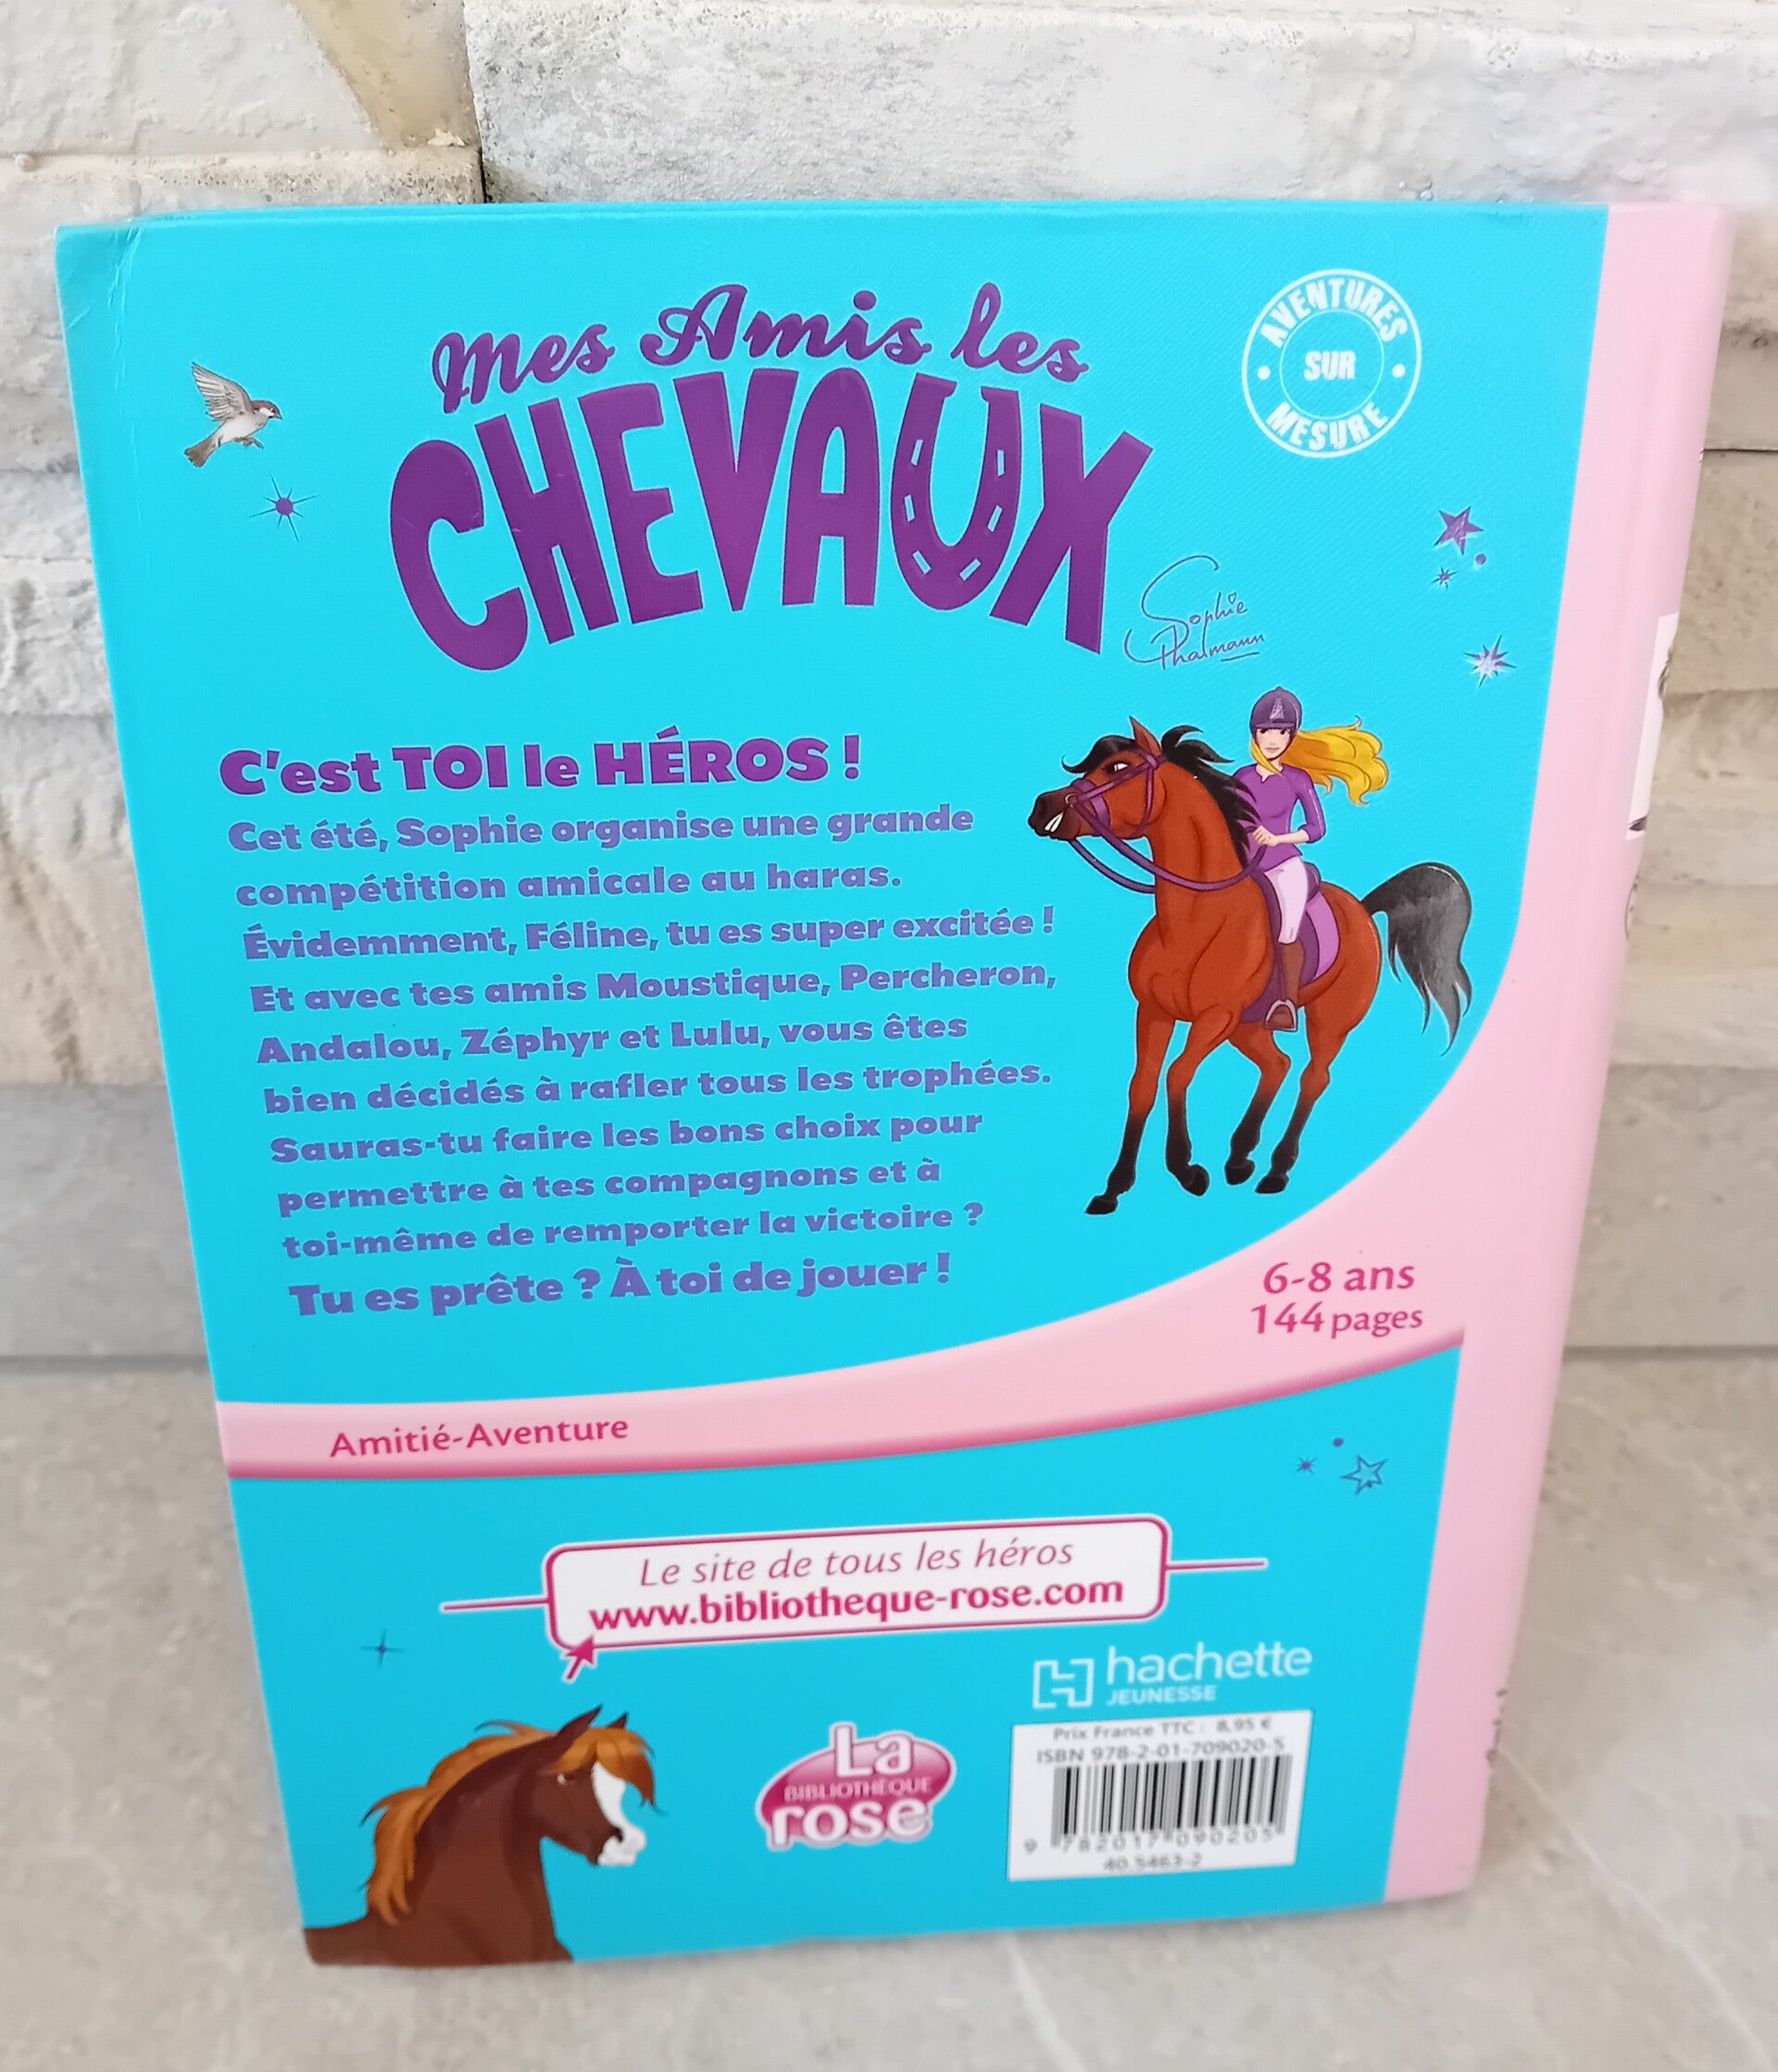 Mes Amis les
CHEVAUX
AVENTURES
SUR
MESURE
Sophie
Thalmann
C'est TOI le HÉROS !
Cet été, Sophie organise une grande
compétition amicale au haras.
Évidemment, Féline, tu es super excitée !
Et avec tes amis Moustique, Percheron,
Andalou, Zéphyr et Lulu, vous êtes
bien décidés à rafler tous les trophées.
Sauras-tu faire les bons choix pour
permettre à tes compagnons et à
toi-même de remporter la victoire ?
Tu es prête ? À toi de jouer !
6-8 ans
144 pages
Amitié-Aventure
Le site de tous les héros
www.bibliotheque-rose.com
hachette
JEUNESSE
La
BIBLIOTHÈQUE
rose
Prix France TTC : 8,95 €
ISBN 978-2-01-709020-5
9 782017 090205
40.5463-2